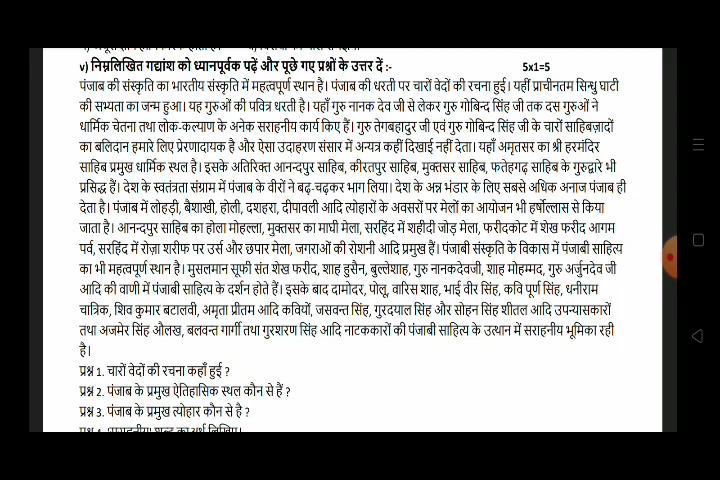 v) निम्नलिखित गद्यांश को ध्यानपूर्वक पढ़ें और पूछे गए प्रश्नों के उत्तर दें :- 5x1=5
पंजाब की संस्कृति का भारतीय संस्कृति में महत्वपूर्ण स्थान है। पंजाब की धरती पर चारों वेदों की रचना हुई। यहीं प्राचीनतम सिन्धु घाटी
की सभ्यता का जन्म हुआ। यह गुरुओं की पवित्र धरती है। यहाँ गुरु नानक देव जी से लेकर गुरु गोबिन्द सिंह जी तक दस गुरुओं ने
धार्मिक चेतना तथा लोक-कल्याण के अनेक सराहनीय कार्य किए हैं। गुरु तेगबहादुर जी एवं गुरु गोबिन्द सिंह जी के चारों साहिबज़ादों
का बलिदान हमारे लिए प्रेरणादायक है और ऐसा उदाहरण संसार में अन्यत्र कहीं दिखाई नहीं देता। यहाँ अमृतसर का श्री हरमंदिर
साहिब प्रमुख धार्मिक स्थल है। इसके अतिरिक्त आनन्दपुर साहिब, कीरतपुर साहिब, मुक्तसर साहिब, फतेहगढ़ साहिब के गुरुद्वारे भी
प्रसिद्ध हैं। देश के स्वतंत्रता संग्राम में पंजाब के वीरों ने बढ़-चढ़कर भाग लिया। देश के अन्न भंडार के लिए सबसे अधिक अनाज पंजाब ही
देता है। पंजाब में लोहड़ी, बैशाखी, होली, दशहरा, दीपावली आदि त्योहारों के अवसरों पर मेलों का आयोजन भी हर्षोल्लास से किया
जाता है। आनन्दपुर साहिब का होला मोहल्ला, मुक्तसर का माघी मेला, सरहिंद में शहीदी जोड़ मेला, फरीदकोट में शेख फरीद आगम
पर्व, सरहिंद में रोज़ा शरीफ पर उर्स और छपार मेला, जगराओं की रोशनी आदि प्रमुख हैं। पंजाबी संस्कृति के विकास में पंजाबी साहित्य
का भी महत्वपूर्ण स्थान है। मुसलमान सूफी संत शेख फरीद, शाह हुसैन, बुल्लेशाह, गुरु नानकदेवजी, शाह मोहम्मद, गुरु अर्जुनदेव जी
आदि की वाणी में पंजाबी साहित्य के दर्शन होते हैं। इसके बाद दामोदर, पोलू, वारिस शाह, भाई वीर सिंह, कवि पूर्ण सिंह, धनीराम
चात्रिक, शिव कुमार बटालवी, अमृता प्रीतम आदि कवियों, जसवन्त सिंह, गुरदयाल सिंह और सोहन सिंह शीतल आदि उपन्यासकारों
तथा अजमेर सिंह औलख, बलवन्त गार्गी तथा गुरशरण सिंह आदि नाटककारों की पंजाबी साहित्य के उत्थान में सराहनीय भूमिका रही
है।
प्रश्न 1. चारों वेदों की रचना कहाँ हुई ?
प्रश्न 2. पंजाब के प्रमुख ऐतिहासिक स्थल कौन से हैं ?
प्रश्न 3. पंजाब के प्रमुख त्योहार कौन से है ?